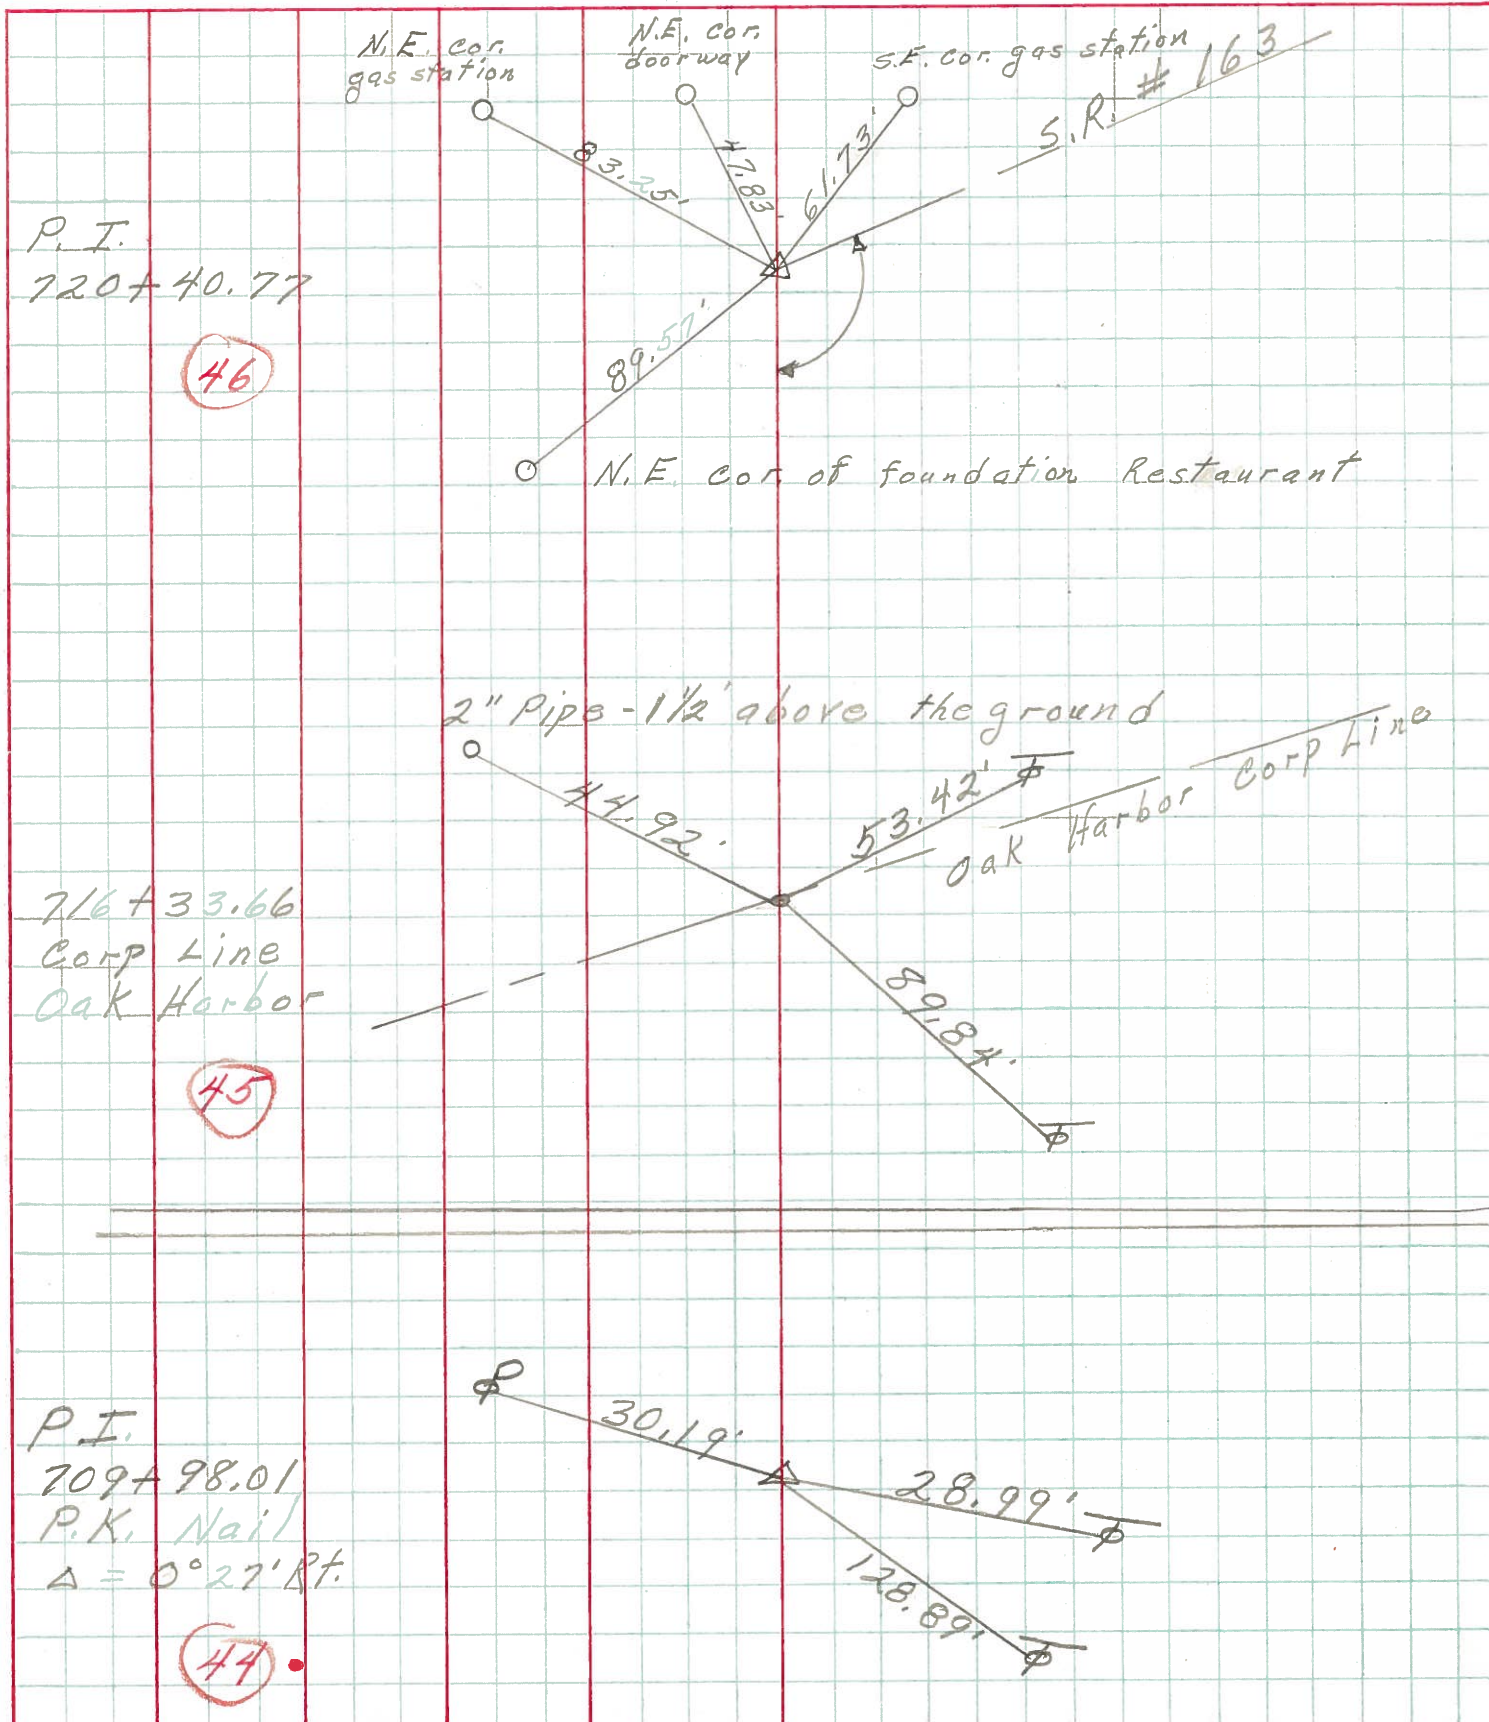 N.E. cor.
gas station
N.E. cor.
doorway
S.E. cor. gas station
S.R. # 163
83.25'
47.83'
61.73'
P.I.
720+40.77
46
89.57'
N.E. cor. of foundation Restaurant
2" Pipe - 1 1/2' above the ground
44.92'
53.42'
Oak Harbor Corp Line
716+33.66
Corp Line
Oak Harbor
45
89.84'
P.I.
709+98.01
P.K. Nail
Δ = 0°27' Rt.
44
30.19'
28.99'
128.89'